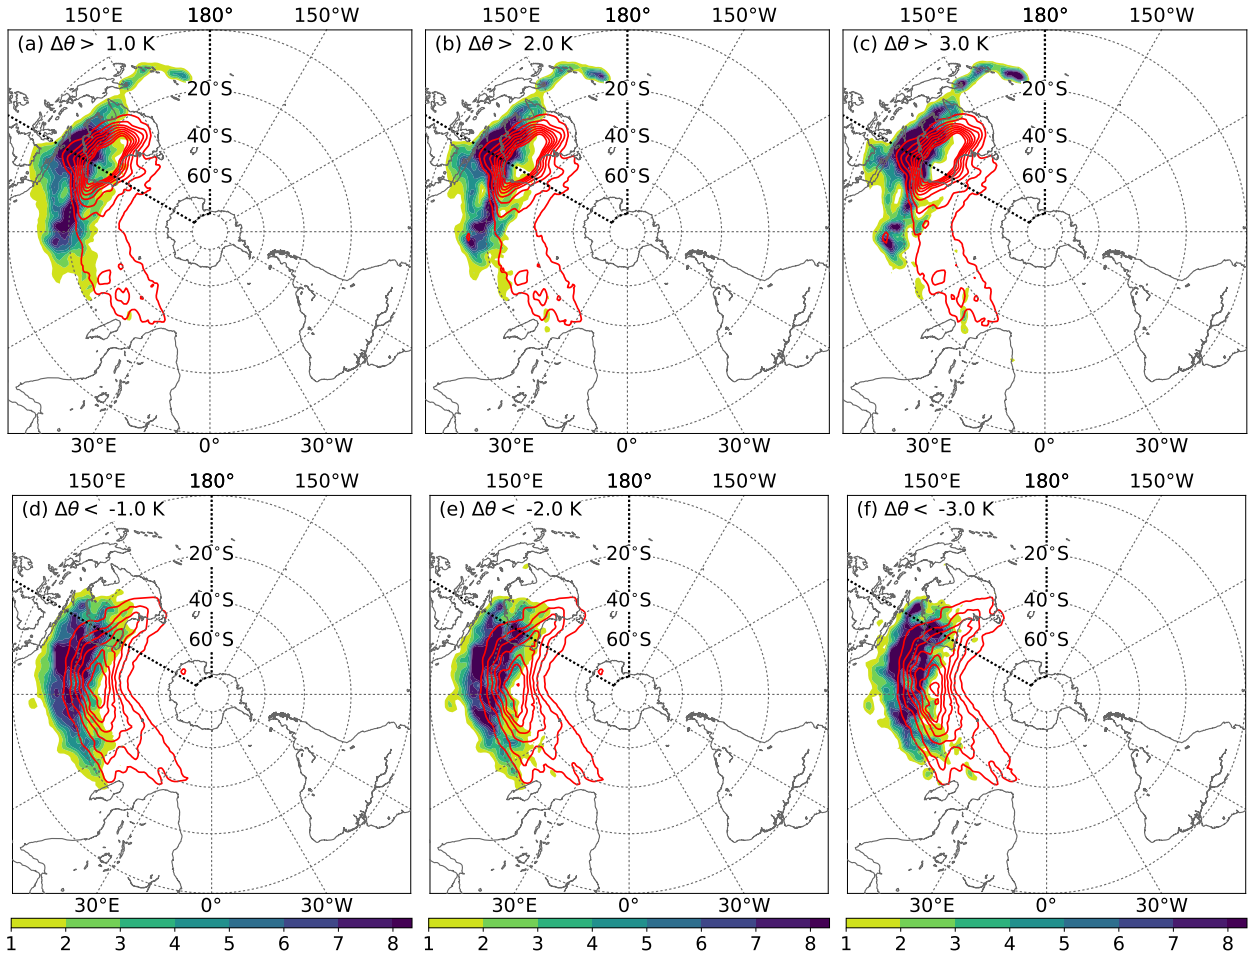 150°E 180° 150°W 150°E 180° 150°W 150°E 180° 150°W
(a) Δθ > 1.0 K (b) Δθ > 2.0 K (c) Δθ > 3.0 K
20°S 20°S 20°S
40°S 40°S 40°S
60°S 60°S 60°S
30°E 0° 30°W 30°E 0° 30°W 30°E 0° 30°W
150°E 180° 150°W 150°E 180° 150°W 150°E 180° 150°W
(d) Δθ < -1.0 K (e) Δθ < -2.0 K (f) Δθ < -3.0 K
20°S 20°S 20°S
40°S 40°S 40°S
60°S 60°S 60°S
30°E 0° 30°W 30°E 0° 30°W 30°E 0° 30°W
1 2 3 4 5 6 7 8 1 2 3 4 5 6 7 8 1 2 3 4 5 6 7 8